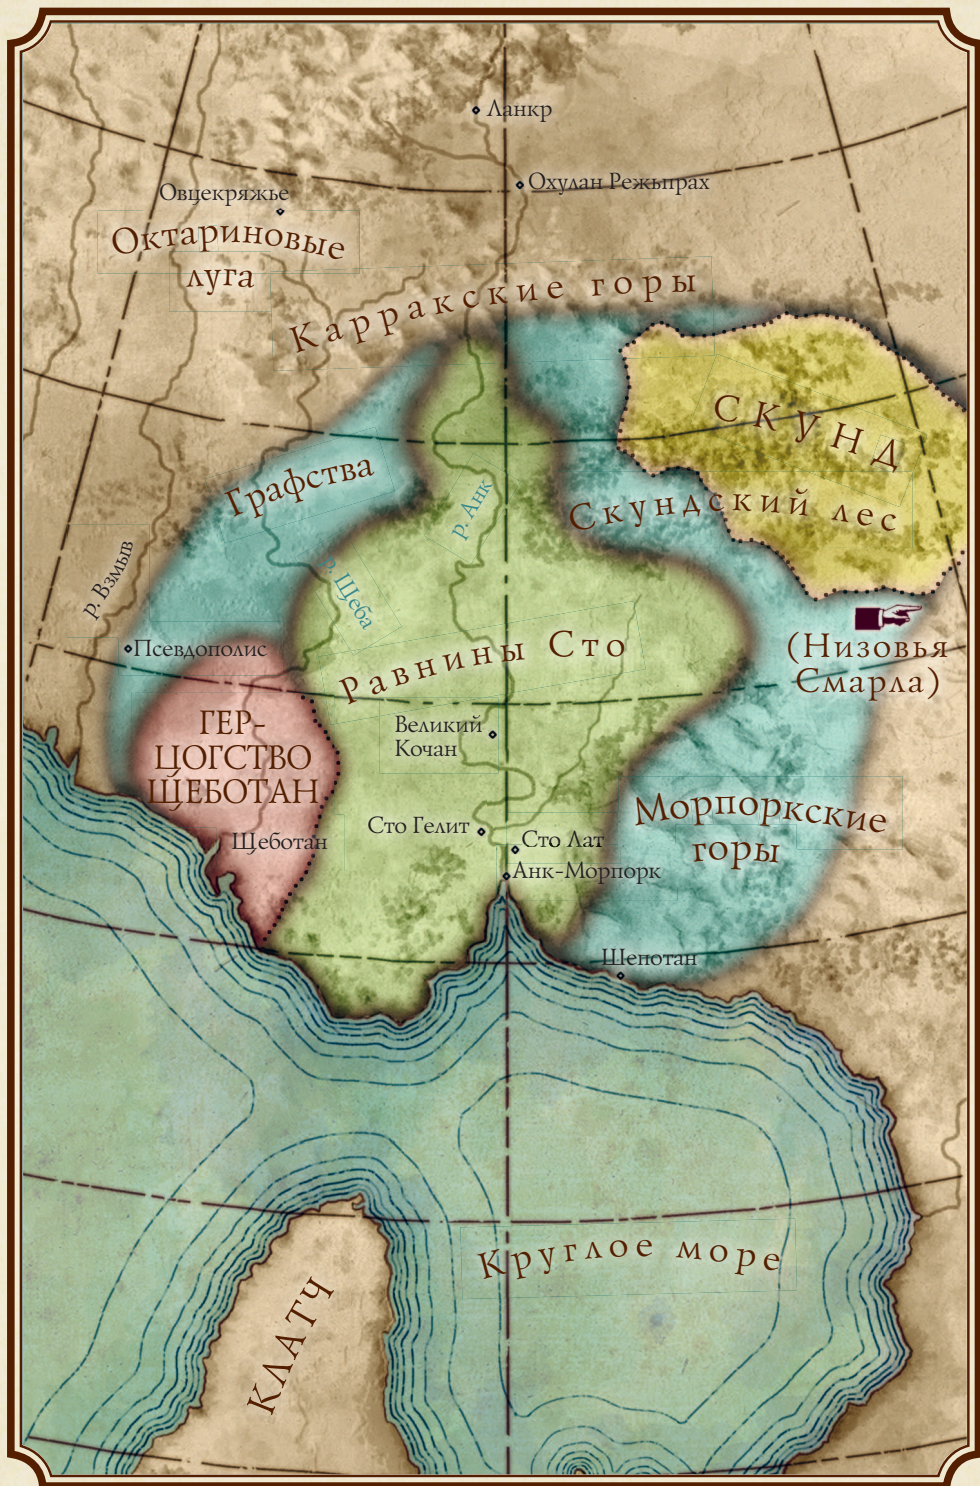 Ланкр
Охулан Режьпрах
Овцекряжье
Октариновые
луга
Карракские горы
СКУНД
Графства
Скундский лес
р. Анк
р. Взмыв
р. Щеба
(Низовья
Смарла)
Псевдополис
Равнины Сто
ГЕР-
ЦОГСТВО
ЩЕБОТАН
Великий
Кочан
Морпоркские
горы
Щеботан
Сто Гелит
Сто Лат
Анк-Морпорк
Шепотан
Круглое море
КЛАТЧ